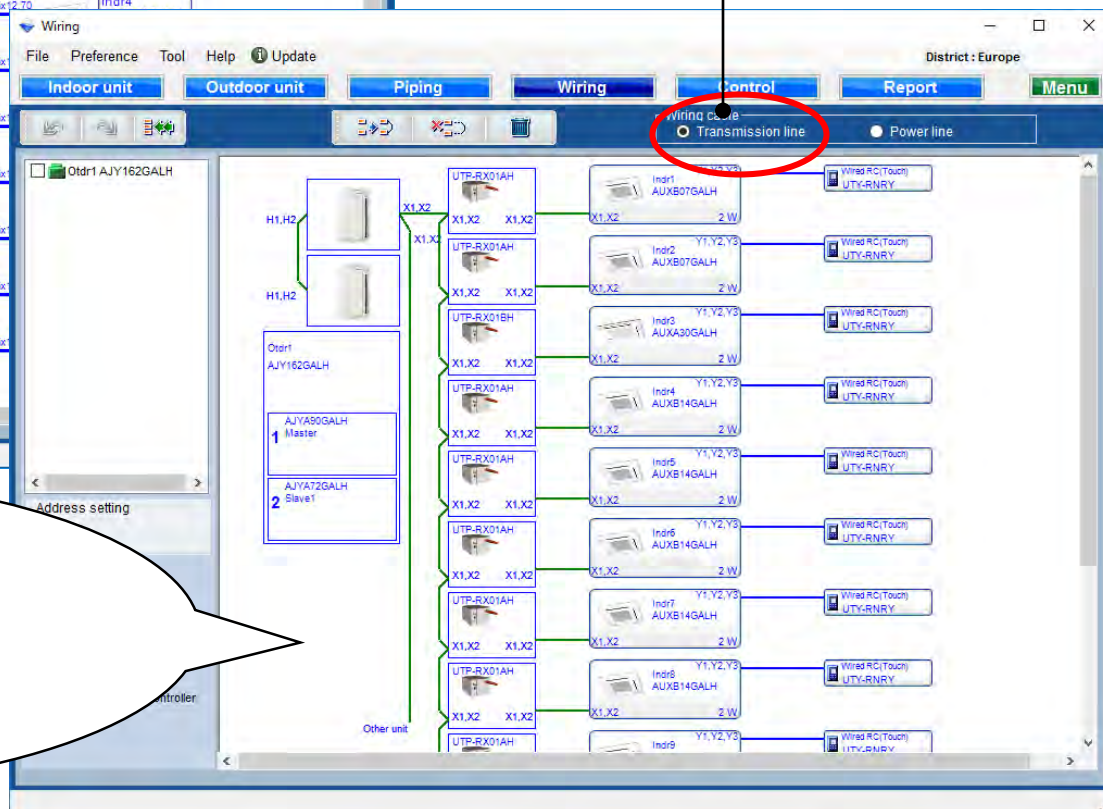 12.70
Indr4
Wiring
File Preference Tool Help Update
District : Europe
Indoor unit Outdoor unit Piping Wiring Control Report Menu
Wiring cable
Transmission line Power line
Otdr1 AJY162GALH
Address setting
H1,H2
H1,H2
X1,X2
Otdr1
AJY162GALH
AJYA90GALH
1 Master
AJYA72GALH
2 Slave1
Other unit
UTP-RX01AH
X1,X2 X1,X2
Indr1
AUXB07GALH
X1,X2 2 W
Wired RC(Touch)
UTY-RNRY
UTP-RX01AH
X1,X2 X1,X2
Y1,Y2,Y3
Indr2
AUXB07GALH
X1,X2 2 W
Wired RC(Touch)
UTY-RNRY
UTP-RX01BH
X1,X2 X1,X2
Y1,Y2,Y3
Indr3
AUXA30GALH
X1,X2 2 W
Wired RC(Touch)
UTY-RNRY
UTP-RX01AH
X1,X2 X1,X2
Y1,Y2,Y3
Indr4
AUXB14GALH
X1,X2 2 W
Wired RC(Touch)
UTY-RNRY
UTP-RX01AH
X1,X2 X1,X2
Y1,Y2,Y3
Indr5
AUXB14GALH
X1,X2 2 W
Wired RC(Touch)
UTY-RNRY
UTP-RX01AH
X1,X2 X1,X2
Y1,Y2,Y3
Indr6
AUXB14GALH
X1,X2 2 W
Wired RC(Touch)
UTY-RNRY
UTP-RX01AH
X1,X2 X1,X2
Y1,Y2,Y3
Indr7
AUXB14GALH
X1,X2 2 W
Wired RC(Touch)
UTY-RNRY
UTP-RX01AH
X1,X2 X1,X2
Y1,Y2,Y3
Indr8
AUXB14GALH
X1,X2 2 W
Wired RC(Touch)
UTY-RNRY
UTP-RX01AH
Y1,Y2,Y3
Indr9
Wired RC(Touch)
UTY-RNRY